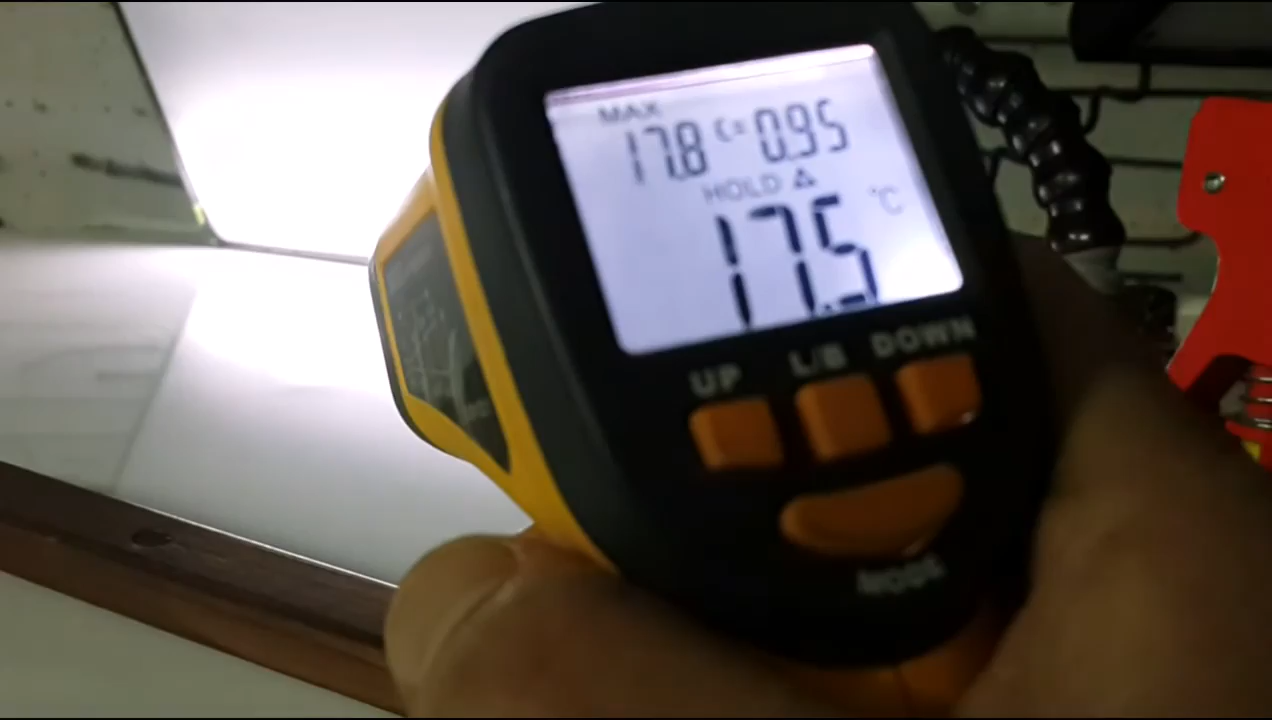 MAX
17.8 ε= 0.95
HOLD
17.5 °C
UP L/B DOWN
MODE